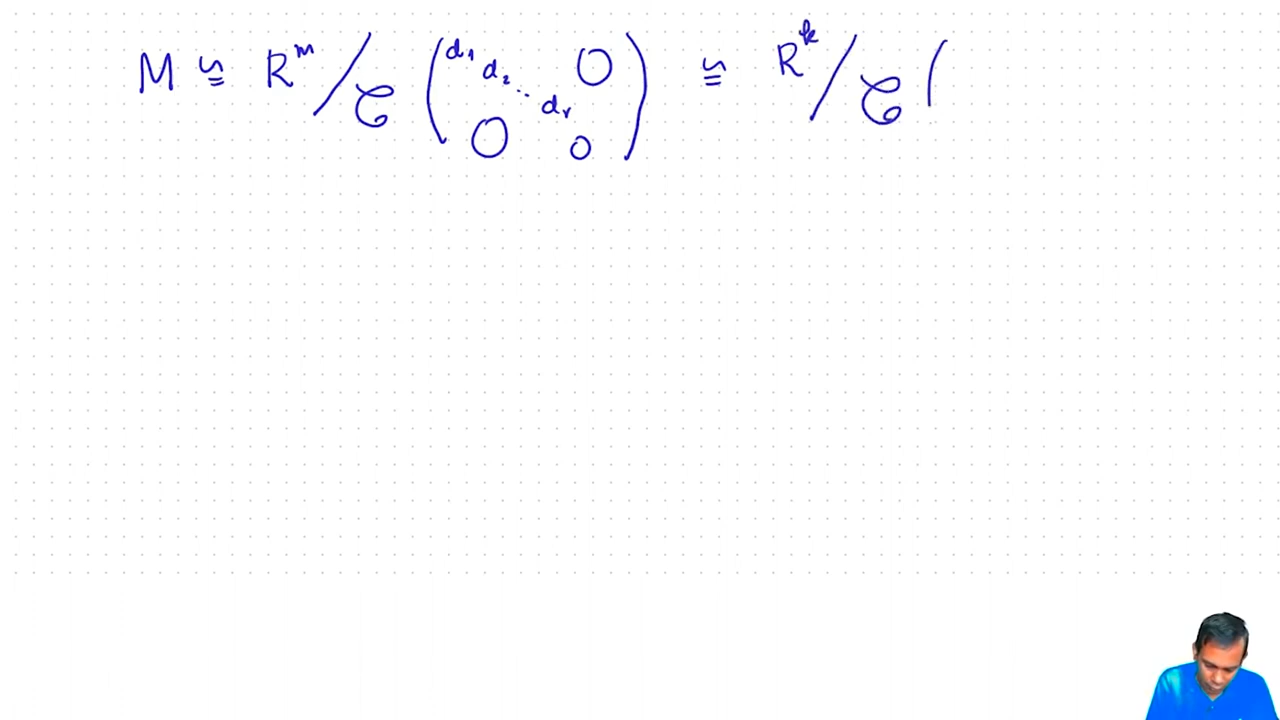 M ≅ R^m / 𝒞 ( d₁ d₂ ⋱ d_r 0 0 0 ) ≅ R^k / 𝒞 (